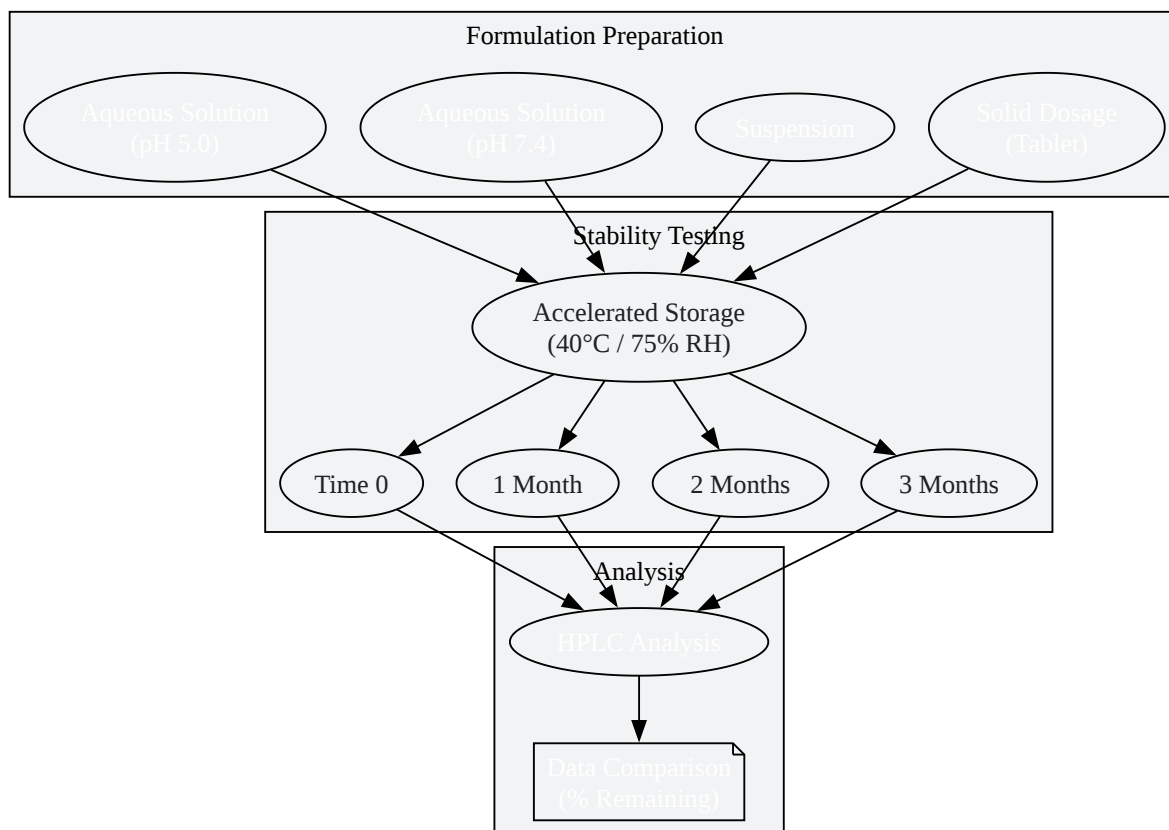 Formulation Preparation
Aqueous Solution
(pH 5.0)
Aqueous Solution
(pH 7.4)
Suspension
Solid Dosage
(Tablet)
Stability Testing
Accelerated Storage
(40°C / 75% RH)
Time 0
1 Month
2 Months
3 Months
Analysis
HPLC Analysis
Data Comparison
(% Remaining)